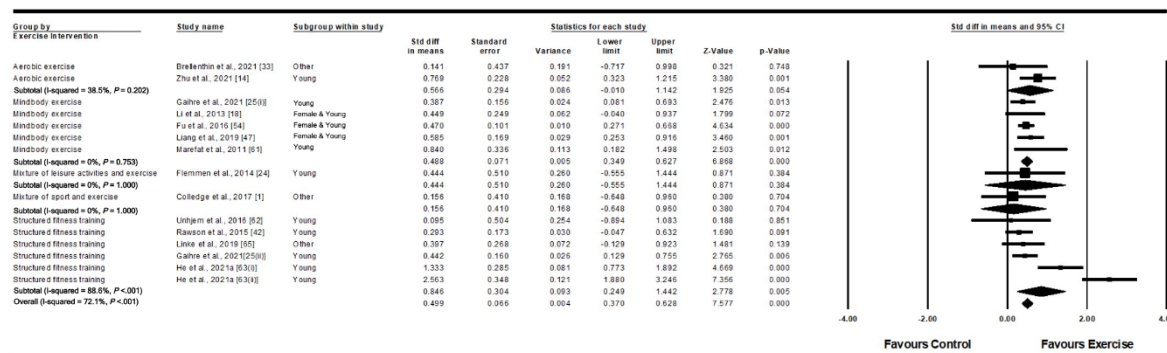 Group by Exercise Intervention Study name Subgroup within study Statistics for each study Std diff in means and 95% CI
Std diff in means Standard error Variance Lower limit Upper limit Z-Value p-Value
Aerobic exercise Brellenthin et al., 2021 [33] Other 0.141 0.437 0.191 -0.717 0.998 0.321 0.748
Aerobic exercise Zhu et al., 2021 [14] Young 0.769 0.228 0.052 0.323 1.215 3.380 0.001
Subtotal (I-squared = 38.5%, P = 0.202) 0.566 0.294 0.086 -0.010 1.142 1.925 0.054
Mindbody exercise Gaihre et al., 2021 [25(i)] Young 0.387 0.156 0.024 0.081 0.693 2.476 0.013
Mindbody exercise Li et al., 2013 [18] Female & Young 0.449 0.249 0.062 -0.040 0.937 1.799 0.072
Mindbody exercise Fu et al., 2016 [54] Female & Young 0.470 0.101 0.010 0.271 0.668 4.634 0.000
Mindbody exercise Liang et al., 2019 [47] Female & Young 0.585 0.169 0.029 0.253 0.916 3.460 0.001
Mindbody exercise Marefat et al., 2011 [61] Young 0.840 0.336 0.113 0.182 1.498 2.503 0.012
Subtotal (I-squared = 0%, P = 0.753) 0.488 0.071 0.005 0.349 0.627 6.868 0.000
Mixture of leisure activities and exercise Flemmen et al., 2014 [24] Young 0.444 0.510 0.260 -0.555 1.444 0.871 0.384
Subtotal (I-squared = 0%, P = 1.000) 0.444 0.510 0.260 -0.555 1.444 0.871 0.384
Mixture of sport and exercise Colledge et al., 2017 [1] Other 0.156 0.410 0.168 -0.648 0.960 0.380 0.704
Subtotal (I-squared = 0%, P = 1.000) 0.156 0.410 0.168 -0.648 0.960 0.380 0.704
Structured fitness training Unhjem et al., 2016 [62] Young 0.095 0.504 0.254 -0.894 1.083 0.188 0.851
Structured fitness training Rawson et al., 2015 [42] Young 0.293 0.173 0.030 -0.047 0.632 1.690 0.091
Structured fitness training Linke et al., 2019 [65] Other 0.397 0.268 0.072 -0.129 0.923 1.481 0.139
Structured fitness training Gaihre et al., 2021[25(ii)] Young 0.442 0.160 0.026 0.129 0.755 2.765 0.006
Structured fitness training He et al., 2021a [63(i)] Young 1.333 0.285 0.081 0.773 1.892 4.669 0.000
Structured fitness training He et al., 2021a [63(ii)] Young 2.563 0.348 0.121 1.880 3.246 7.356 0.000
Subtotal (I-squared = 88.6%, P <.001) 0.846 0.304 0.093 0.249 1.442 2.778 0.005
Overall (I-squared = 72.1%, P <.001) 0.499 0.066 0.004 0.370 0.628 7.577 0.000
-4.00 -2.00 0.00 2.00 4.0
Favours Control Favours Exercise